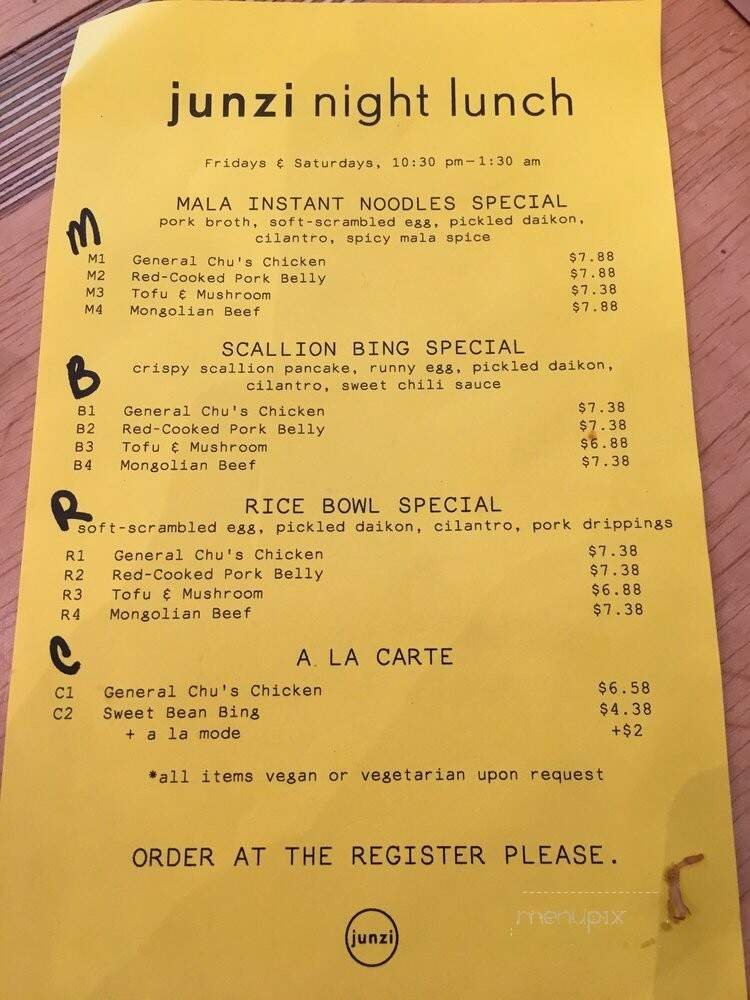 junzi night lunch
Fridays & Saturdays, 10:30 pm-1:30 am
M
MALA INSTANT NOODLES SPECIAL
pork broth, soft-scrambled egg, pickled daikon,
cilantro, spicy mala spice
M1 General Chu's Chicken $7.88
M2 Red-Cooked Pork Belly $7.88
M3 Tofu & Mushroom $7.38
M4 Mongolian Beef $7.88
B
SCALLION BING SPECIAL
crispy scallion pancake, runny egg, pickled daikon,
cilantro, sweet chili sauce
B1 General Chu's Chicken $7.38
B2 Red-Cooked Pork Belly $7.38
B3 Tofu & Mushroom $6.88
B4 Mongolian Beef $7.38
R
RICE BOWL SPECIAL
soft-scrambled egg, pickled daikon, cilantro, pork drippings
R1 General Chu's Chicken $7.38
R2 Red-Cooked Pork Belly $7.38
R3 Tofu & Mushroom $6.88
R4 Mongolian Beef $7.38
C
A LA CARTE
C1 General Chu's Chicken $6.58
C2 Sweet Bean Bing $4.38
+ a la mode +$2
*all items vegan or vegetarian upon request
ORDER AT THE REGISTER PLEASE.
junzi
menupix